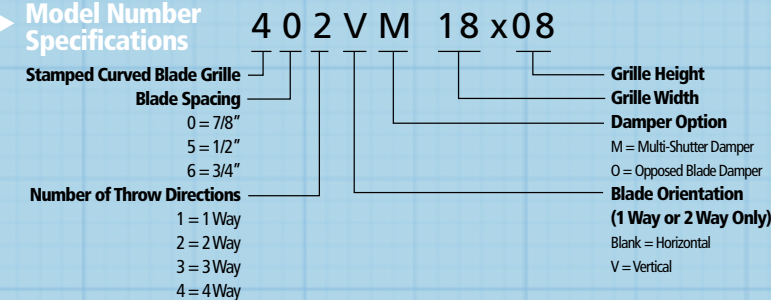 Model Number
Specifications
4 0 2 V M 18 x08
Stamped Curved Blade Grille
Blade Spacing
0 = 7/8"
5 = 1/2"
6 = 3/4"
Number of Throw Directions
1 = 1 Way
2 = 2 Way
3 = 3 Way
4 = 4 Way
Grille Height
Grille Width
Damper Option
M = Multi-Shutter Damper
O = Opposed Blade Damper
Blade Orientation
(1 Way or 2 Way Only)
Blank = Horizontal
V = Vertical